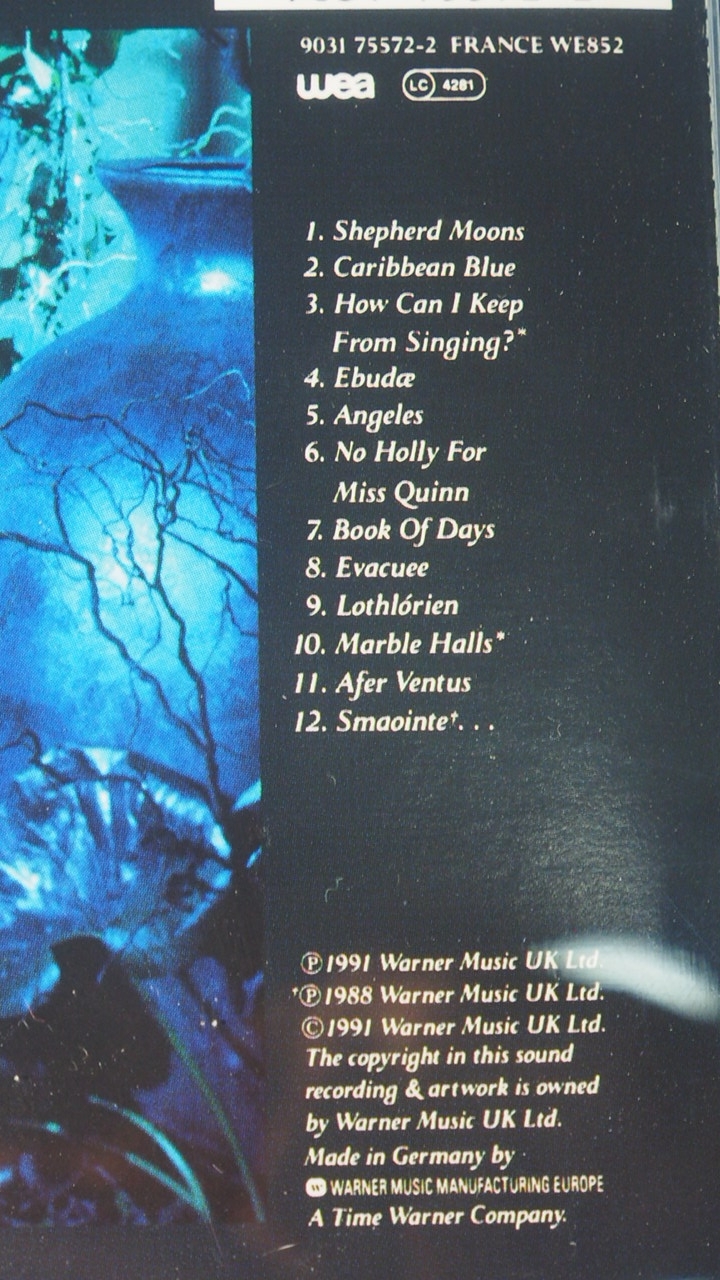 9031 75572-2 FRANCE WE852
wea LC 4281
1. Shepherd Moons
2. Caribbean Blue
3. How Can I Keep
From Singing?*
4. Ebudæ
5. Angeles
6. No Holly For
Miss Quinn
7. Book Of Days
8. Evacuee
9. Lothlórien
10. Marble Halls*
11. Afer Ventus
12. Smaointe†. . .
Ⓟ1991 Warner Music UK Ltd.
†Ⓟ1988 Warner Music UK Ltd.
©1991 Warner Music UK Ltd.
The copyright in this sound
recording & artwork is owned
by Warner Music UK Ltd.
Made in Germany by
WARNER MUSIC MANUFACTURING EUROPE
A Time Warner Company.